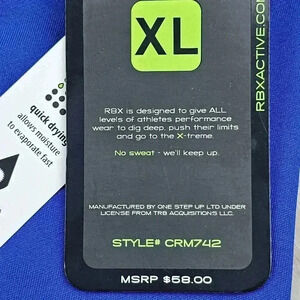 XL
RBXACTIVE.CO
RBX is designed to give ALL
levels of athletes performance
wear to dig deep, push their limits
and go to the X-treme.
No sweat - we'll keep up.
MANUFACTURED BY ONE STEP UP LTD UNDER
LICENSE FROM TRB ACQUISITIONS LLC.
STYLE# CRM742
MSRP $58.00
quick drying
allows moisture
to evaporate fast